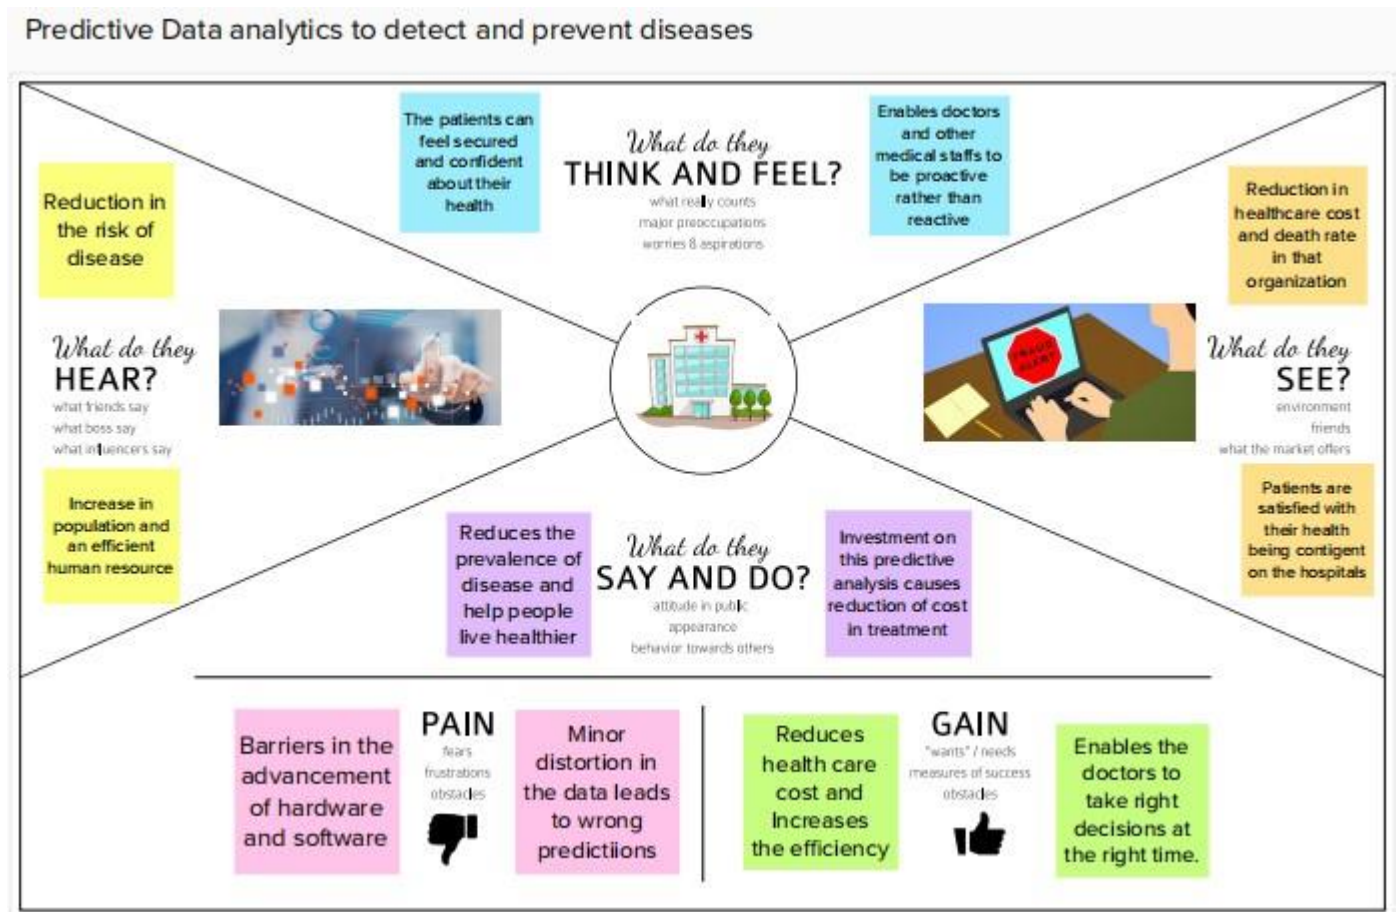 Predictive Data analytics to detect and prevent diseases
The patients can
feel secured
and confident
about their
health
What do they
THINK AND FEEL?
what really counts
major preoccupations
worries & aspirations
Enables doctors
and other
medical staffs to
be proactive
rather than
reactive
Reduction in
the risk of
disease
What do they
HEAR?
what friends say
what boss say
what influencers say
Increase in
population and
an efficient
human resource
Reduction in
healthcare cost
and death rate
in that
organization
FRAUD
ALERT
What do they
SEE?
environment
friends
what the market offers
Patients are
satisfied with
their health
being contigent
on the hospitals
Reduces the
prevalence of
disease and
help people
live healthier
What do they
SAY AND DO?
attitude in public
appearance
behavior towards others
Investment on
this predictive
analysis causes
reduction of cost
in treatment
Barriers in the
advancement
of hardware
and software
PAIN
fears
frustrations
obstacles
Minor
distortion in
the data leads
to wrong
predictiions
Reduces
health care
cost and
Increases
the efficiency
GAIN
"wants" / needs
measures of success
obstacles
Enables the
doctors to
take right
decisions at
the right time.